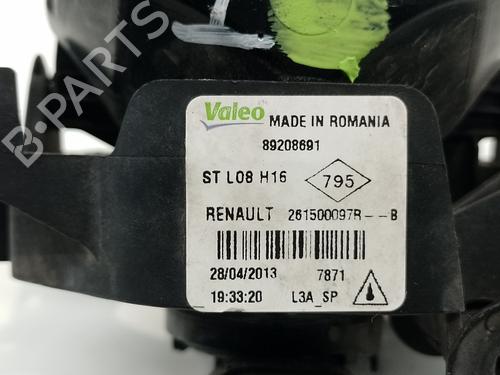 Valeo MADE IN ROMANIA
89208691
ST L08 H16 795
RENAULT 261500097R--B
28/04/2013 7871
19:33:20 L3A_SP
B-PARTS
B-PARTS